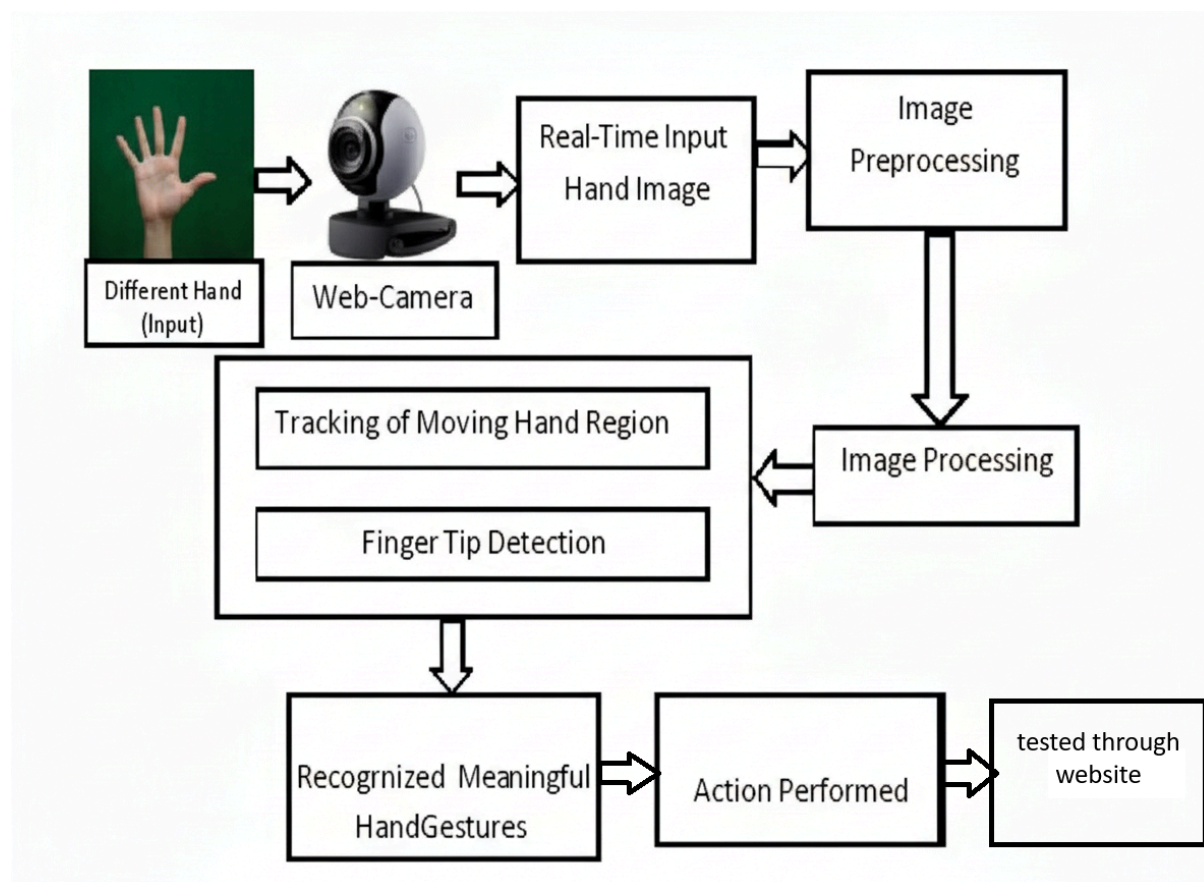 Different Hand
(Input)
Web-Camera
Real-Time Input
Hand Image
Image
Preprocessing
Image Processing
Tracking of Moving Hand Region
Finger Tip Detection
Recogrnized Meaningful
HandGestures
Action Performed
tested through
website